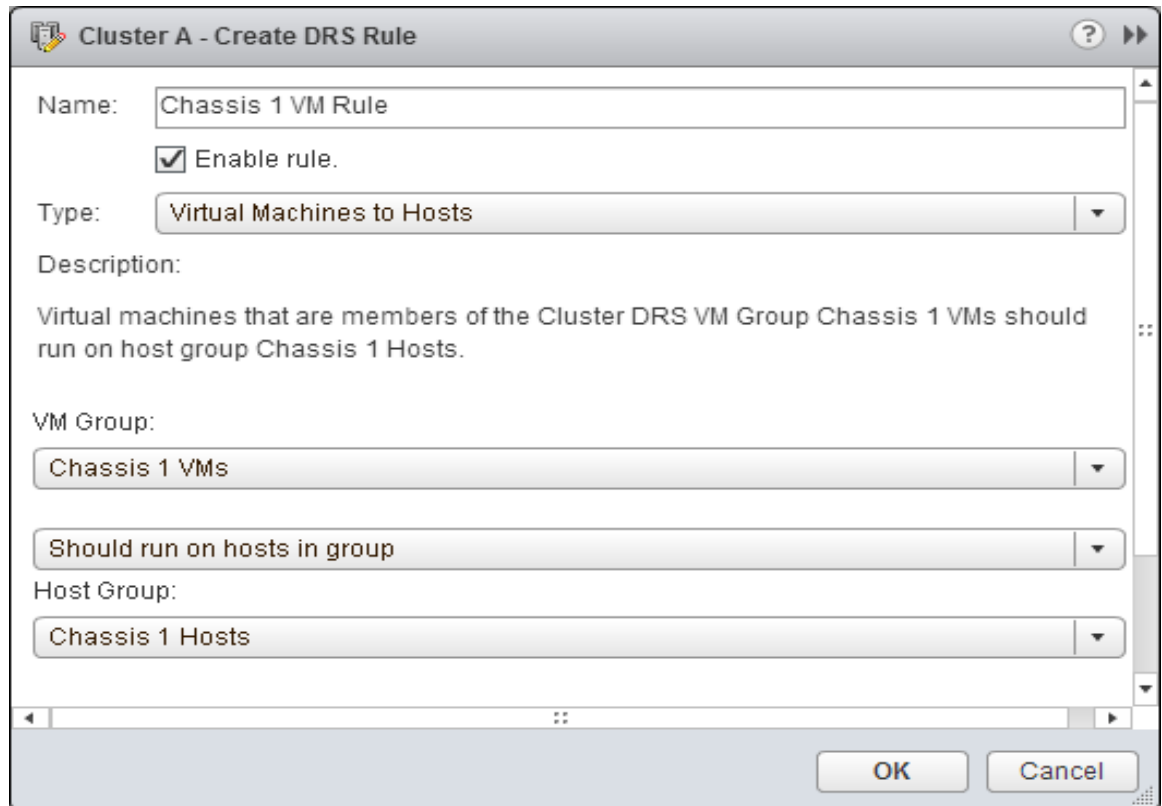 Cluster A - Create DRS Rule
?
Name:
Chassis 1 VM Rule
Enable rule.
Type:
Virtual Machines to Hosts
Description:
Virtual machines that are members of the Cluster DRS VM Group Chassis 1 VMs should
run on host group Chassis 1 Hosts.
VM Group:
Chassis 1 VMs
Should run on hosts in group
Host Group:
Chassis 1 Hosts
OK
Cancel